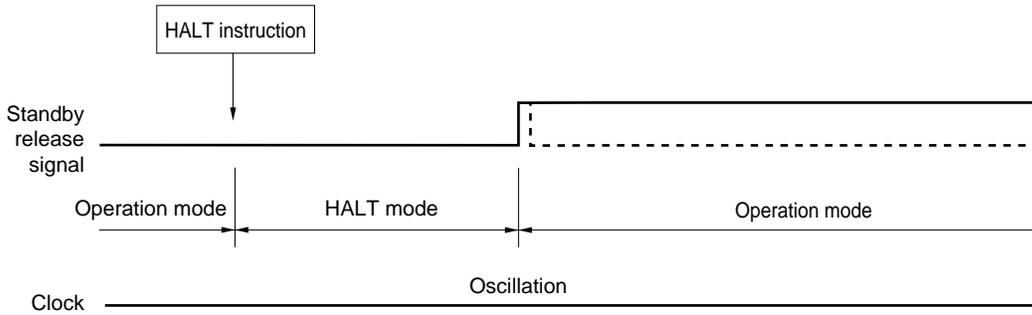 HALT instruction
Standby
release
signal
Operation mode
HALT mode
Operation mode
Oscillation
Clock